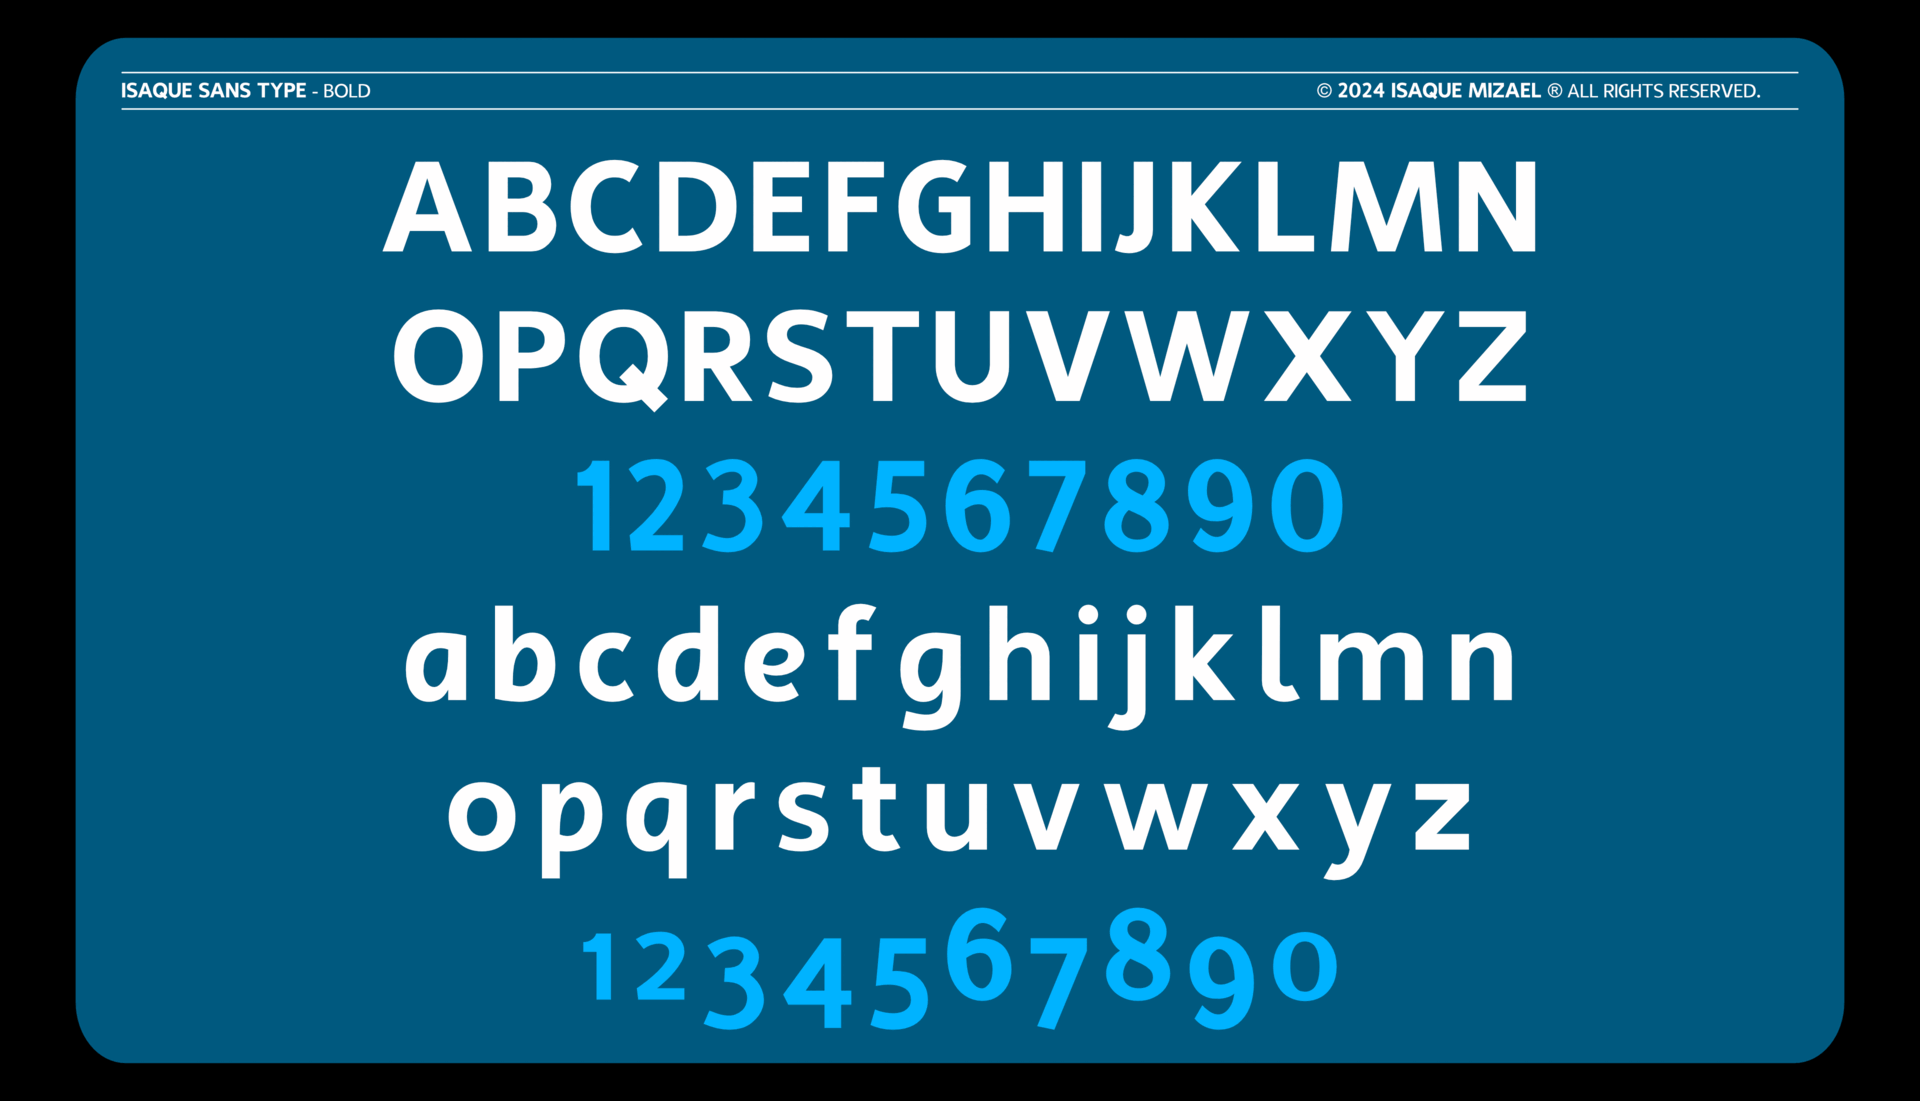 ISAQUE SANS TYPE - BOLD
© 2024 ISAQUE MIZAEL ® ALL RIGHTS RESERVED.
ABCDEFGHIJKLMN
OPQRSTUVWXYZ
1234567890
abcdefghijklmn
opqrstuvwxyz
1234567890